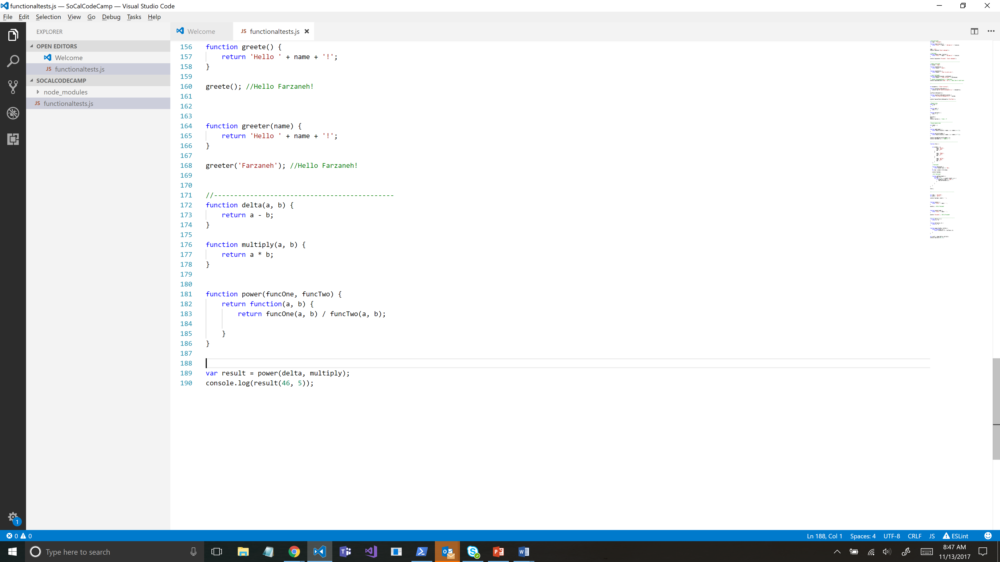 functionaltests.js — SoCalCodeCamp — Visual Studio Code
File Edit Selection View Go Debug Tasks Help
EXPLORER
OPEN EDITORS
Welcome
JS functionaltests.js
SOCALCODECAMP
node_modules
JS functionaltests.js
1
Welcome
JS functionaltests.js
156 function greete() {
157 return 'Hello ' + name + '!';
158 }
159
160 greete(); //Hello Farzaneh!
161
162
163
164 function greeter(name) {
165 return 'Hello ' + name + '!';
166 }
167
168 greeter('Farzaneh'); //Hello Farzaneh!
169
170
171 //---------------------------------------------
172 function delta(a, b) {
173 return a - b;
174 }
175
176 function multiply(a, b) {
177 return a * b;
178 }
179
180
181 function power(funcOne, funcTwo) {
182 return function(a, b) {
183 return funcOne(a, b) / funcTwo(a, b);
184
185 }
186 }
187
188
189 var result = power(delta, multiply);
190 console.log(result(46, 5));
0 0
Ln 188, Col 1 Spaces: 4 UTF-8 CRLF JS ESLint
Type here to search
8:47 AM
11/13/2017